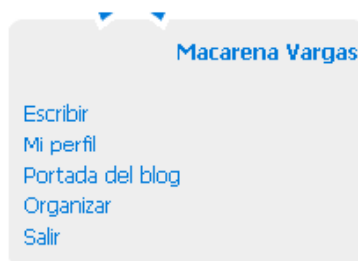 Macarena Vargas
Escribir
Mi perfil
Portada del blog
Organizar
Salir